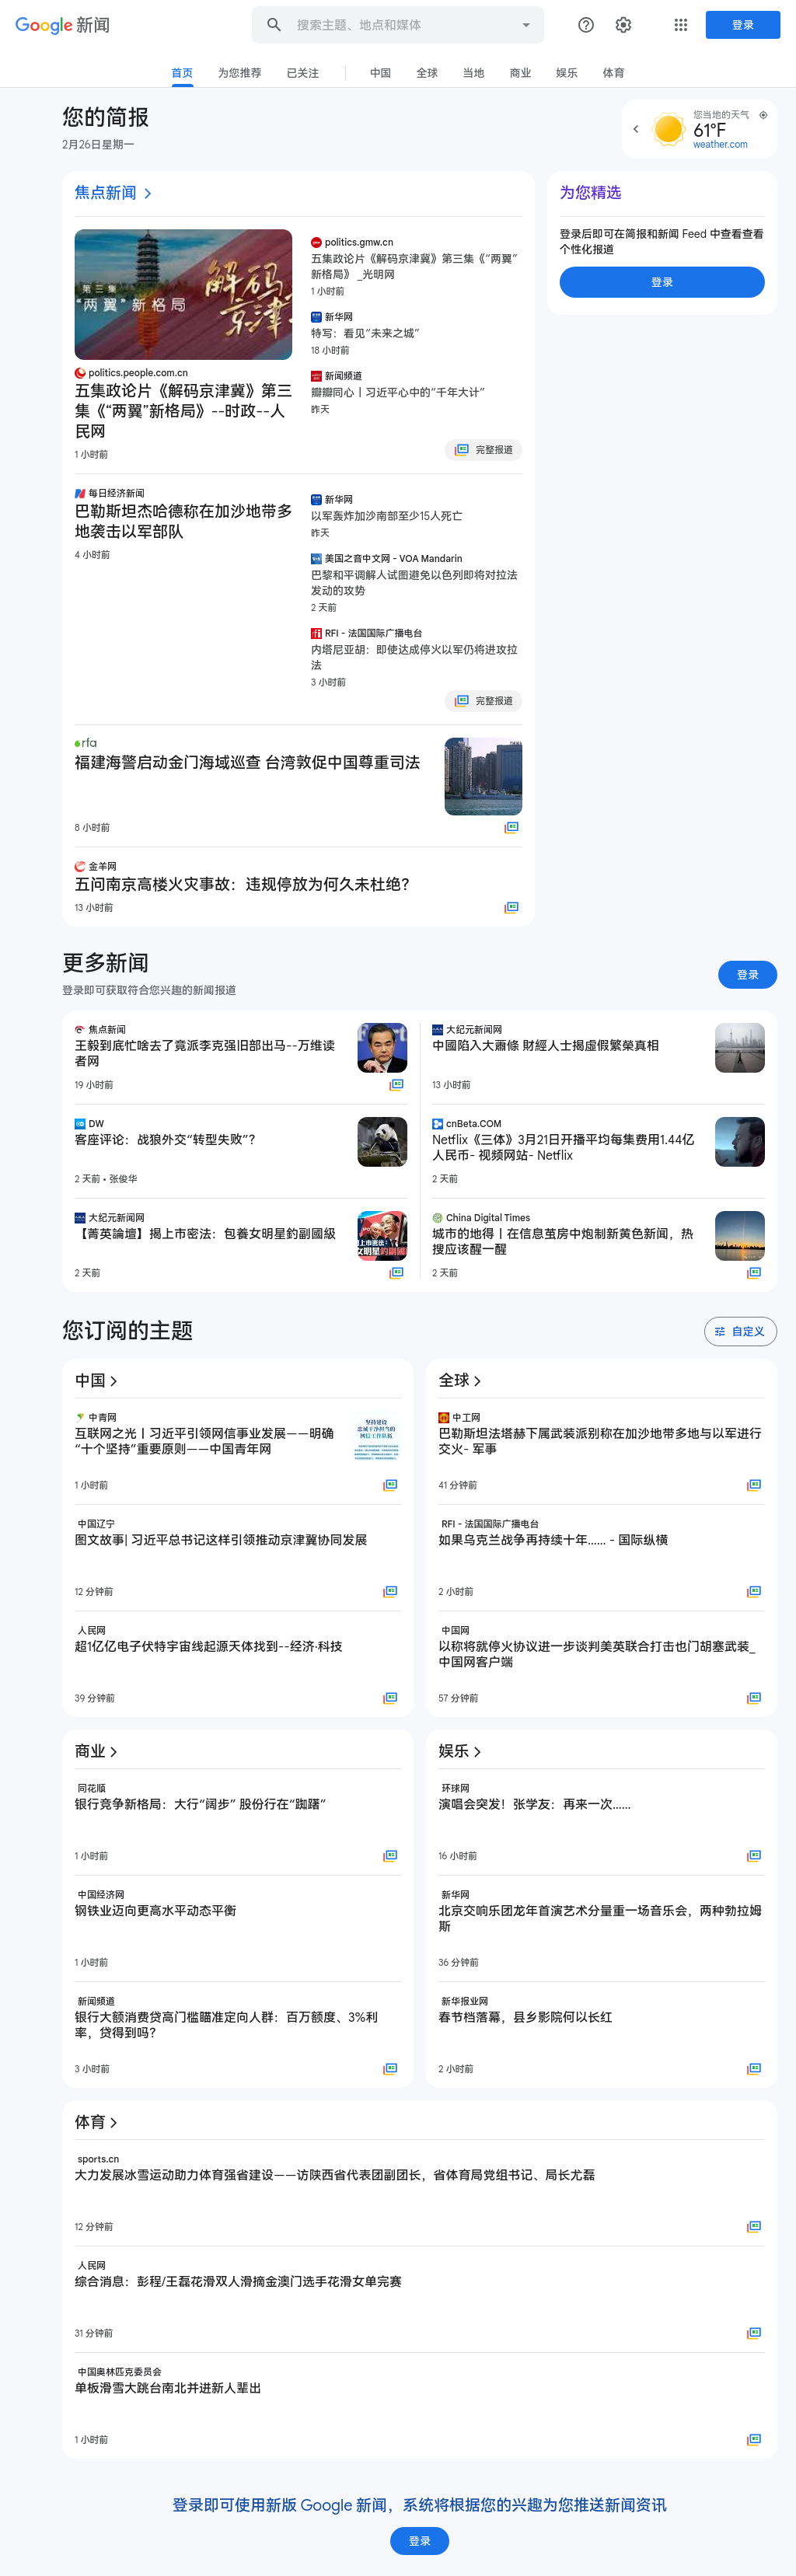 Google 新闻
搜索主题、地点和媒体
登录
首页
为您推荐
已关注
中国
全球
当地
商业
娱乐
体育
您的简报
2月26日星期一
您当地的天气
61°F
weather.com
焦点新闻
第三集
“两翼”新格局
解码
京津
politics.people.com.cn
五集政论片《解码京津冀》第三
集《“两翼”新格局》--时政--人
民网
1 小时前
politics.gmw.cn
五集政论片《解码京津冀》第三集《“两翼”
新格局》_光明网
1 小时前
新华网
特写：看见“未来之城”
18 小时前
新闻频道
瓣瓣同心丨习近平心中的“千年大计”
昨天
完整报道
为您精选
登录后即可在简报和新闻 Feed 中查看查看
个性化报道
登录
每日经济新闻
巴勒斯坦杰哈德称在加沙地带多
地袭击以军部队
4 小时前
新华网
以军轰炸加沙南部至少15人死亡
昨天
美国之音中文网 - VOA Mandarin
巴黎和平调解人试图避免以色列即将对拉法
发动的攻势
2 天前
RFI - 法国国际广播电台
内塔尼亚胡：即使达成停火以军仍将进攻拉
法
3 小时前
完整报道
rfa
福建海警启动金门海域巡查 台湾敦促中国尊重司法
8 小时前
金羊网
五问南京高楼火灾事故：违规停放为何久未杜绝？
13 小时前
更多新闻
登录即可获取符合您兴趣的新闻报道
登录
焦点新闻
王毅到底忙啥去了竟派李克强旧部出马--万维读
者网
19 小时前
大纪元新闻网
中國陷入大蕭條 財經人士揭虛假繁榮真相
13 小时前
DW
客座评论：战狼外交“转型失败”？
2 天前 • 张俊华
cnBeta.COM
Netflix《三体》3月21日开播平均每集费用1.44亿
人民币- 视频网站- Netflix
2 天前
大纪元新闻网
【菁英論壇】揭上市密法：包養女明星釣副國級
2 天前
China Digital Times
城市的地得丨在信息茧房中炮制新黄色新闻，热
搜应该醒一醒
2 天前
您订阅的主题
自定义
中国
中青网
互联网之光丨习近平引领网信事业发展——明确
“十个坚持”重要原则——中国青年网
1 小时前
中国辽宁
图文故事| 习近平总书记这样引领推动京津冀协同发展
12 分钟前
人民网
超1亿亿电子伏特宇宙线起源天体找到--经济·科技
39 分钟前
全球
中工网
巴勒斯坦法塔赫下属武装派别称在加沙地带多地与以军进行
交火- 军事
41 分钟前
RFI - 法国国际广播电台
如果乌克兰战争再持续十年…… - 国际纵横
2 小时前
中国网
以称将就停火协议进一步谈判美英联合打击也门胡塞武装_
中国网客户端
57 分钟前
商业
同花顺
银行竞争新格局：大行“阔步” 股份行在“踟躇”
1 小时前
中国经济网
钢铁业迈向更高水平动态平衡
1 小时前
新闻频道
银行大额消费贷高门槛瞄准定向人群：百万额度、3%利
率，贷得到吗？
3 小时前
娱乐
环球网
演唱会突发！张学友：再来一次……
16 小时前
新华网
北京交响乐团龙年首演艺术分量重一场音乐会，两种勃拉姆
斯
36 分钟前
新华报业网
春节档落幕，县乡影院何以长红
2 小时前
体育
sports.cn
大力发展冰雪运动助力体育强省建设——访陕西省代表团副团长，省体育局党组书记、局长尤磊
12 分钟前
人民网
综合消息：彭程/王磊花滑双人滑摘金澳门选手花滑女单完赛
31 分钟前
中国奥林匹克委员会
单板滑雪大跳台南北并进新人辈出
1 小时前
登录即可使用新版 Google 新闻，系统将根据您的兴趣为您推送新闻资讯
登录